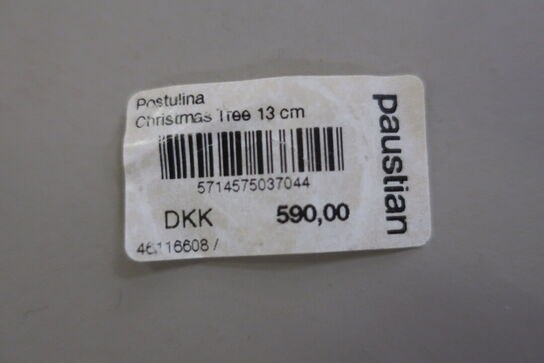 Postulina
Christmas Tree 13 cm
5714575037044
DKK 590,00
46116608 /
paustian